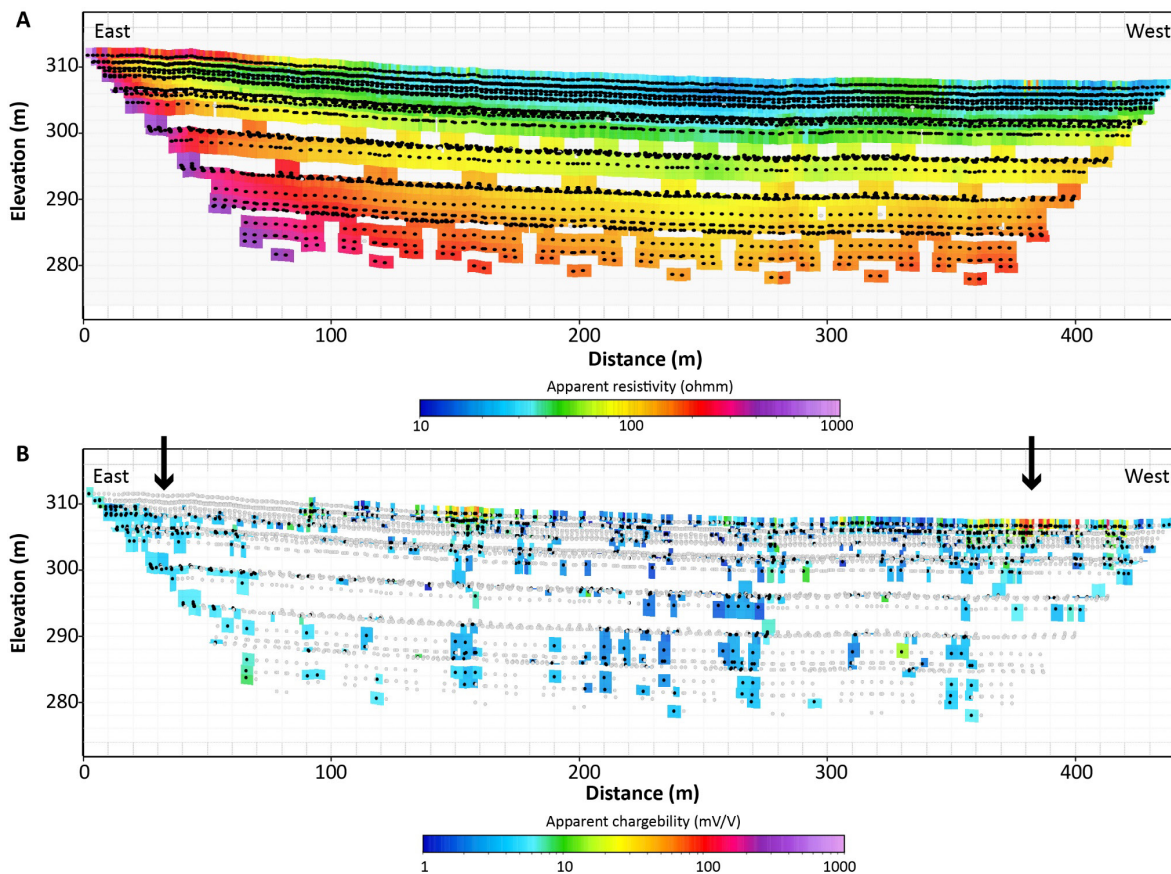 A
East
West
310
300
290
280
Elevation (m)
0 100 200 300 400
Distance (m)
Apparent resistivity (ohmm)
10 100 1000
B
East
West
310
300
290
280
Elevation (m)
0 100 200 300 400
Distance (m)
Apparent chargebility (mV/V)
1 10 100 1000